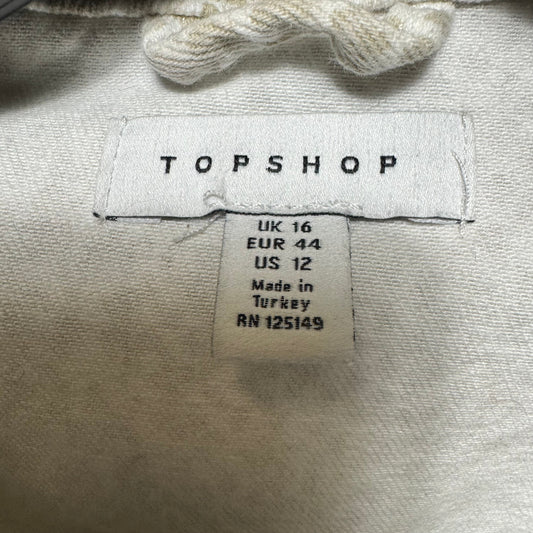 TOPSHOP
UK 16
EUR 44
US 12
Made in
Turkey
RN 125149